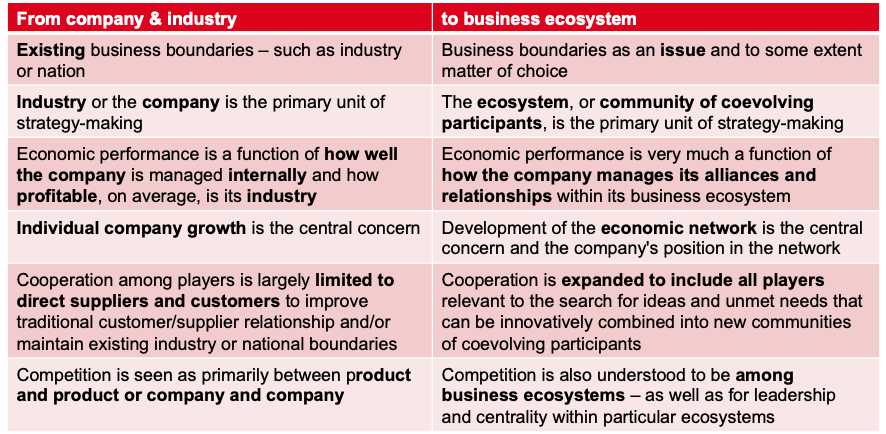 From company & industry
to business ecosystem
Existing business boundaries – such as industry
or nation
Business boundaries as an issue and to some extent
matter of choice
Industry or the company is the primary unit of
strategy-making
The ecosystem, or community of coevolving
participants, is the primary unit of strategy-making
Economic performance is a function of how well
the company is managed internally and how
profitable, on average, is its industry
Economic performance is very much a function of
how the company manages its alliances and
relationships within its business ecosystem
Individual company growth is the central concern
Development of the economic network is the central
concern and the company's position in the network
Cooperation among players is largely limited to
direct suppliers and customers to improve
traditional customer/supplier relationship and/or
maintain existing industry or national boundaries
Cooperation is expanded to include all players
relevant to the search for ideas and unmet needs that
can be innovatively combined into new communities
of coevolving participants
Competition is seen as primarily between product
and product or company and company
Competition is also understood to be among
business ecosystems – as well as for leadership
and centrality within particular ecosystems